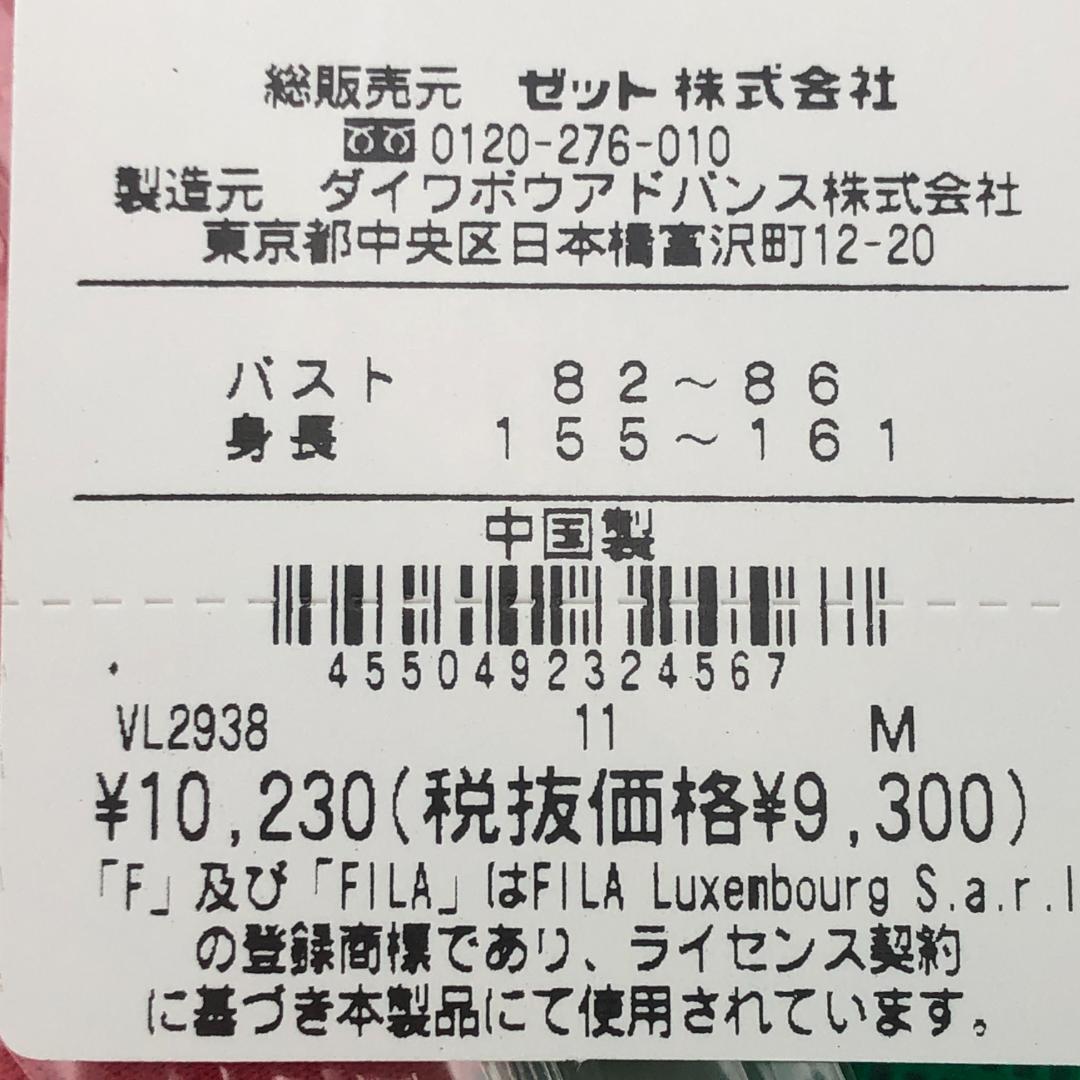 総販売元 ゼット株式会社
0120-276-010
製造元 ダイワボウアドバンス株式会社
東京都中央区日本橋富沢町12-20
バスト 82～86
身長 155～161
中国製
4550492324567
VL2938 11 M
¥10,230(税抜価格¥9,300)
「F」及び「FILA」はFILA Luxembourg S.a.r.l
の登録商標であり、ライセンス契約
に基づき本製品にて使用されています。